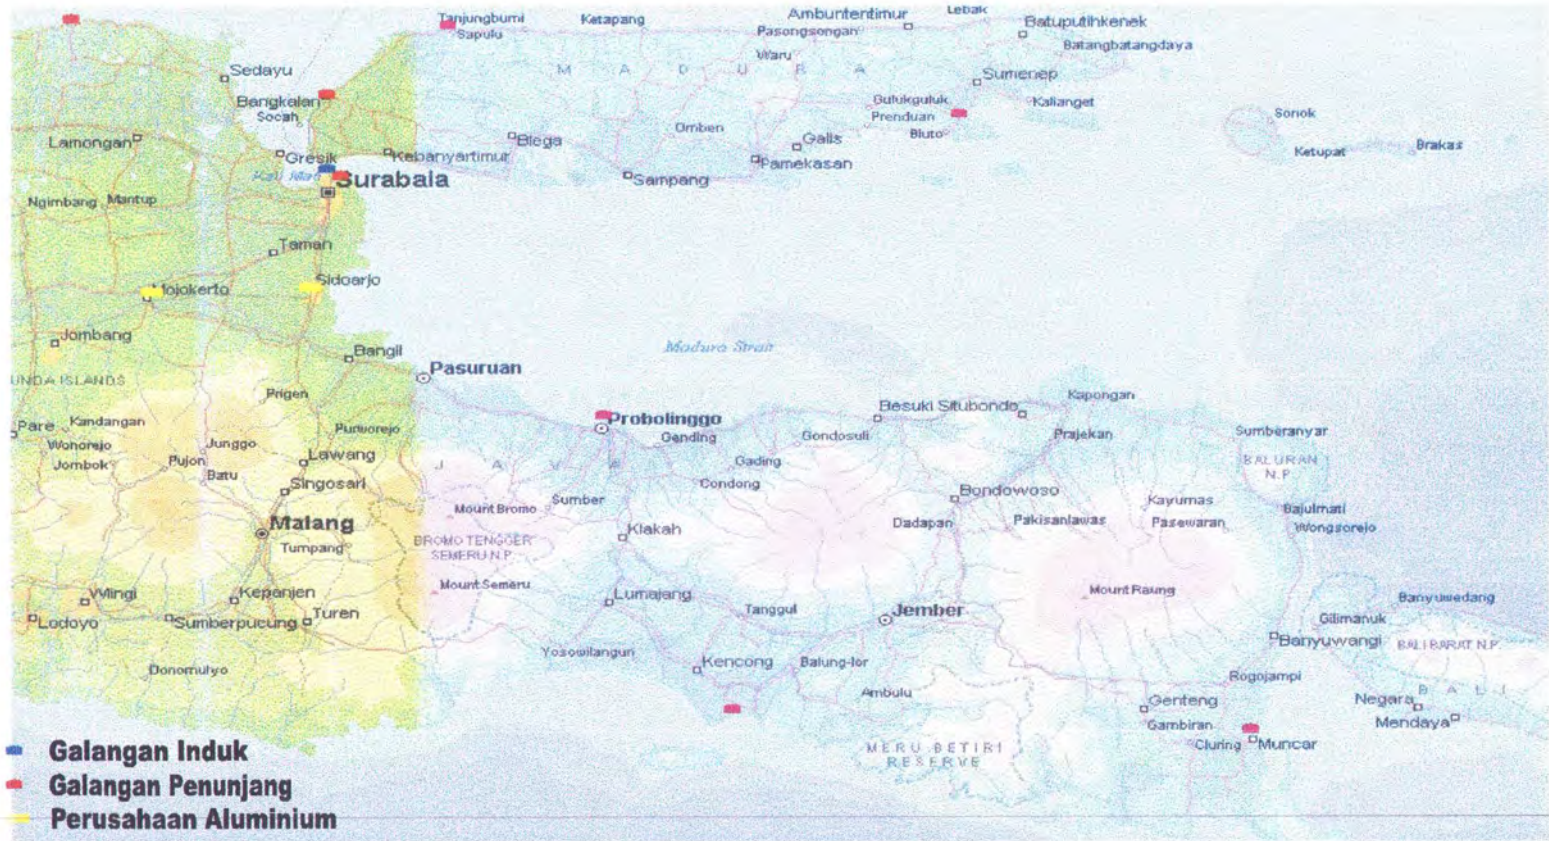 Tanjungbumi
Ketapang
Ambuntentimur
Lebak
Batuputihkenek
Sapulu
Pasongsongan
Batangbatangdaya
Waru
M A D U R A
Sedayu
Sumenep
Bangkalan
Gulukguluk
Kalianget
Socah
Prenduan
Sonok
Omben
Bluto
Lamongan
Blega
Galis
Brakas
Gresik
Kebanyartimur
Ketupat
Pamekasan
Surabaia
Sampang
Ngimbang
Mantup
Taman
Sidoarjo
Mojokerto
Jombang
Madura Strait
Bangil
Pasuruan
UNDA ISLANDS
Prigen
Kapongan
Besuki Situbondo
Probolinggo
Pare
Kandangan
Purworejo
Gending
Gondosuli
Prajekan
Sumberanyar
Wonorejo
Junggo
Jombok
Pujon
Lawang
J A V A
Gading
BALURAN
N.P
Batu
Condong
Singosari
Sumber
Bondowoso
Kayumas
Mount Bromo
Bajulmati
Malang
Klakah
Dadapan
Pakisanlawas
Pasewaran
Wongsorejo
Tumpang
BROMO TENGGER
SEMERU N.P.
Mount Semeru
Mount Raung
Wlingi
Kepanjen
Lumajang
Banyuwedang
Lodoyo
Sumberpucung
Turen
Tanggul
Jember
Gilimanuk
Banyuwangi
BALI BARAT N.P.
Yosowilangun
Donomulyo
Kencong
Balung-lor
Rogojampi
Ambulu
B A L I
Genteng
Negara
Gambiran
Mendaya
Cluring
Muncar
MERU BETIRI
RESERVE
Galangan Induk
Galangan Penunjang
Perusahaan Aluminium